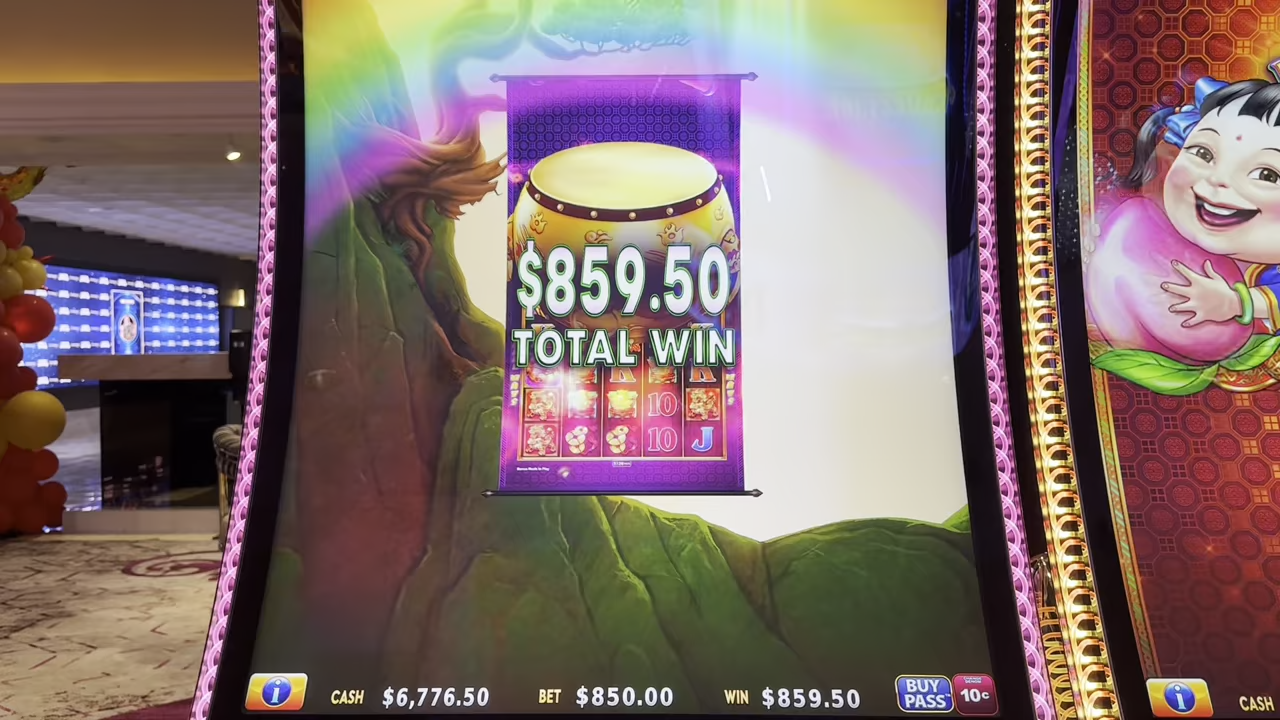 $859.50
TOTAL WIN
K K
10
10 J
CASH $6,776.50 BET $850.00 WIN $859.50 BUY PASS 10¢
CASH